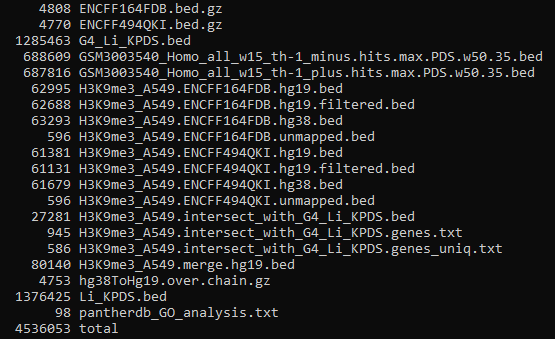 4808 ENCFF164FDB.bed.gz
4770 ENCFF494QKI.bed.gz
1285463 G4_Li_KPDS.bed
688609 GSM3003540_Homo_all_w15_th-1_minus.hits.max.PDS.w50.35.bed
687816 GSM3003540_Homo_all_w15_th-1_plus.hits.max.PDS.w50.35.bed
62995 H3K9me3_A549.ENCFF164FDB.hg19.bed
62688 H3K9me3_A549.ENCFF164FDB.hg19.filtered.bed
63293 H3K9me3_A549.ENCFF164FDB.hg38.bed
596 H3K9me3_A549.ENCFF164FDB.unmapped.bed
61381 H3K9me3_A549.ENCFF494QKI.hg19.bed
61131 H3K9me3_A549.ENCFF494QKI.hg19.filtered.bed
61679 H3K9me3_A549.ENCFF494QKI.hg38.bed
596 H3K9me3_A549.ENCFF494QKI.unmapped.bed
27281 H3K9me3_A549.intersect_with_G4_Li_KPDS.bed
945 H3K9me3_A549.intersect_with_G4_Li_KPDS.genes.txt
586 H3K9me3_A549.intersect_with_G4_Li_KPDS.genes_uniq.txt
80140 H3K9me3_A549.merge.hg19.bed
4753 hg38ToHg19.over.chain.gz
1376425 Li_KPDS.bed
98 pantherdb_GO_analysis.txt
4536053 total